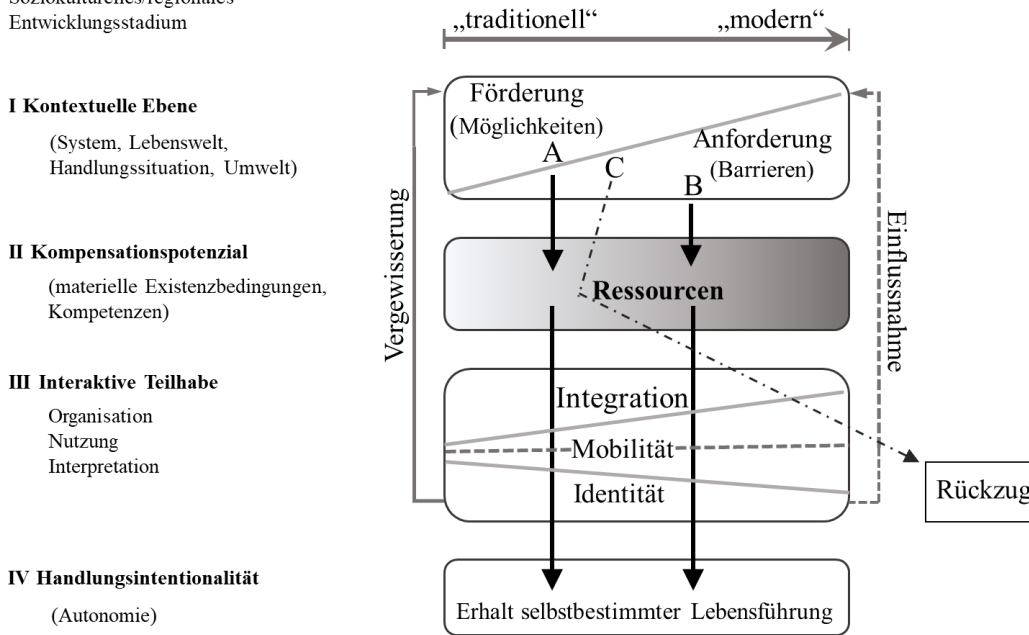 Soziokulturelles/regionales
Entwicklungsstadium
„traditionell“
„modern“
I Kontextuelle Ebene
(System, Lebenswelt,
Handlungssituation, Umwelt)
Förderung
(Möglichkeiten)
A
C
Anforderung
(Barrieren)
B
Vergewisserung
Einflussnahme
II Kompensationspotenzial
(materielle Existenzbedingungen,
Kompetenzen)
Ressourcen
III Interaktive Teilhabe
Organisation
Nutzung
Interpretation
Integration
Mobilität
Identität
Rückzug
IV Handlungsintentionalität
(Autonomie)
Erhalt selbstbestimmter Lebensführung